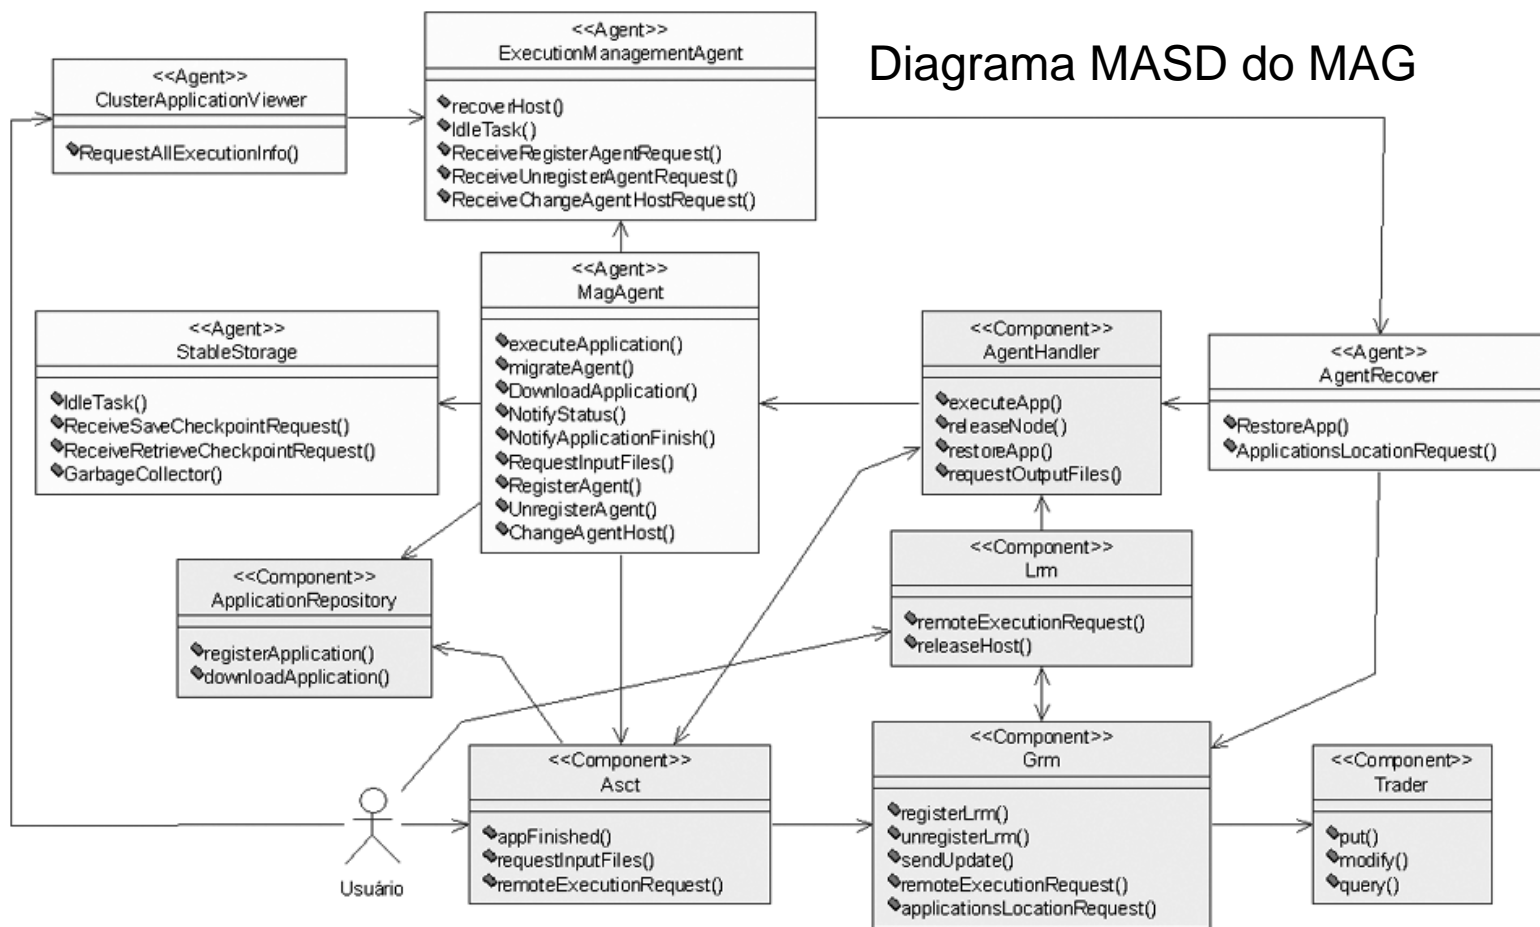 Diagrama MASD do MAG
<<Agent>>
ExecutionManagementAgent
recoverHost()
IdleTask()
ReceiveRegisterAgentRequest()
ReceiveUnregisterAgentRequest()
ReceiveChangeAgentHostRequest()
<<Agent>>
ClusterApplicationViewer
RequestAllExecutionInfo()
<<Agent>>
MagAgent
executeApplication()
migrateAgent()
DownloadApplication()
NotifyStatus()
NotifyApplicationFinish()
RequestInputFiles()
RegisterAgent()
UnregisterAgent()
ChangeAgentHost()
<<Agent>>
StableStorage
IdleTask()
ReceiveSaveCheckpointRequest()
ReceiveRetrieveCheckpointRequest()
GarbageCollector()
<<Component>>
AgentHandler
executeApp()
releaseNode()
restoreApp()
requestOutputFiles()
<<Agent>>
AgentRecover
RestoreApp()
ApplicationsLocationRequest()
<<Component>>
ApplicationRepository
registerApplication()
downloadApplication()
<<Component>>
Lrm
remoteExecutionRequest()
releaseHost()
Usuário
<<Component>>
Asct
appFinished()
requestInputFiles()
remoteExecutionRequest()
<<Component>>
Grm
registerLrm()
unregisterLrm()
sendUpdate()
remoteExecutionRequest()
applicationsLocationRequest()
<<Component>>
Trader
put()
modify()
query()